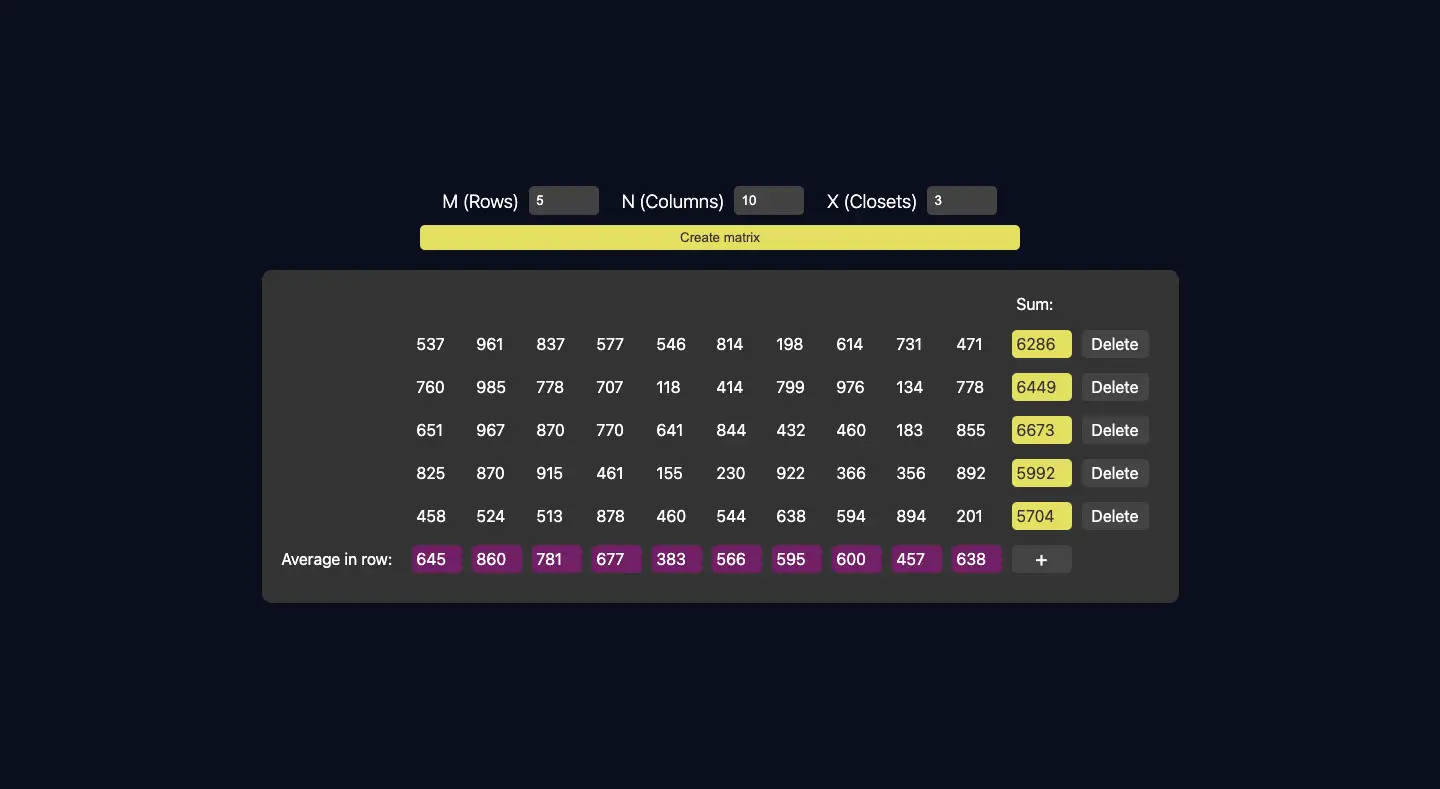 M (Rows) 5 N (Columns) 10 X (Closets) 3
Create matrix
Sum:
537 961 837 577 546 814 198 614 731 471 6286 Delete
760 985 778 707 118 414 799 976 134 778 6449 Delete
651 967 870 770 641 844 432 460 183 855 6673 Delete
825 870 915 461 155 230 922 366 356 892 5992 Delete
458 524 513 878 460 544 638 594 894 201 5704 Delete
Average in row: 645 860 781 677 383 566 595 600 457 638 +